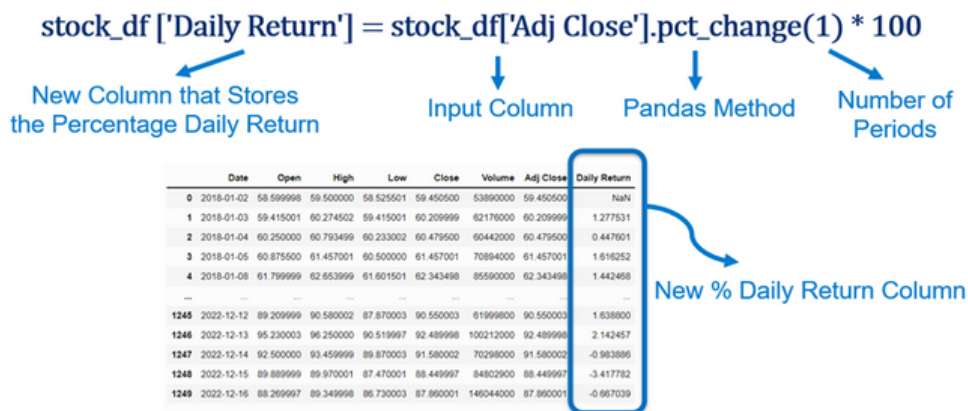 stock_df ['Daily Return'] = stock_df['Adj Close'].pct_change(1) * 100
New Column that Stores
the Percentage Daily Return
Input Column
Pandas Method
Number of
Periods
Date Open High Low Close Volume Adj Close Daily Return
0 2018-01-02 58.599998 59.500000 58.525501 59.450500 53890000 59.450500 NaN
1 2018-01-03 59.415001 60.274502 59.415001 60.209999 62176000 60.209999 1.277531
2 2018-01-04 60.250000 60.793499 60.233002 60.479500 60442000 60.479500 0.447601
3 2018-01-05 60.875500 61.457001 60.500000 61.457001 70894000 61.457001 1.616252
4 2018-01-08 61.799999 62.653999 61.601501 62.343498 85590000 62.343498 1.442468
... ... ... ... ... ... ... ... ...
1245 2022-12-12 89.209999 90.580002 87.870003 90.550003 61999800 90.550003 1.638800
1246 2022-12-13 95.230003 96.250000 90.519997 92.489998 100212000 92.489998 2.142457
1247 2022-12-14 92.500000 93.459999 89.870003 91.580002 70298000 91.580002 -0.983886
1248 2022-12-15 89.889999 89.970001 87.470001 88.449997 84802900 88.449997 -3.417782
1249 2022-12-16 88.269997 89.349998 86.730003 87.860001 146044000 87.860001 -0.667039
New % Daily Return Column